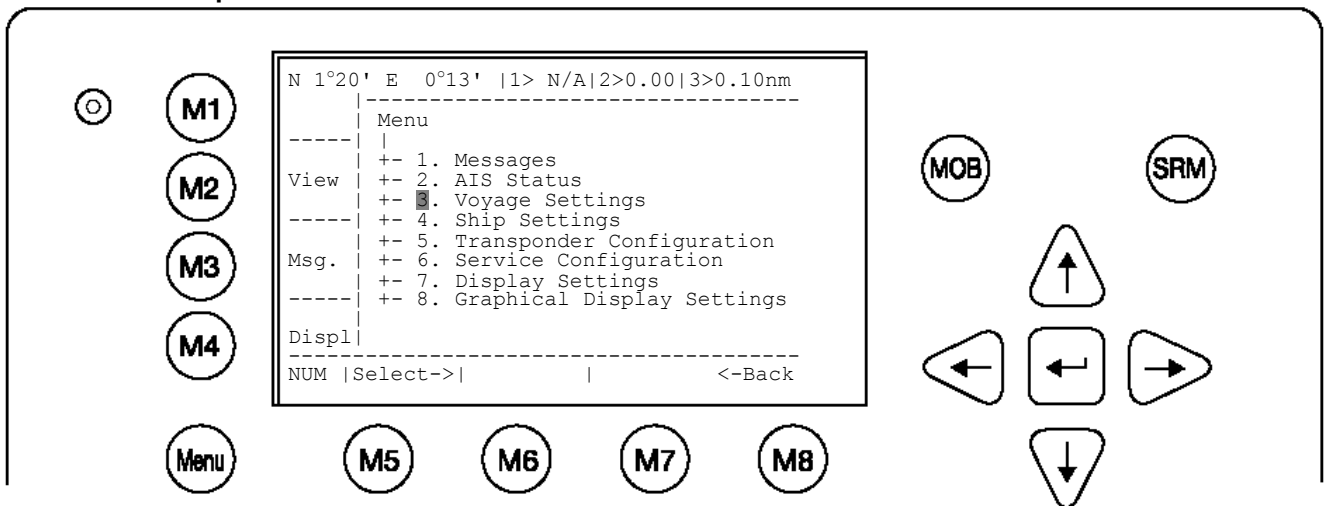 N 1°20' E 0°13' |1> N/A|2>0.00|3>0.10nm
|----------------------------------
| Menu
-----| |
| +- 1. Messages
View | +- 2. AIS Status
| +- 3. Voyage Settings
-----| +- 4. Ship Settings
| +- 5. Transponder Configuration
Msg. | +- 6. Service Configuration
| +- 7. Display Settings
-----| +- 8. Graphical Display Settings
|
Displ|
----------------------------------------
NUM |Select->| | <-Back
M1
M2
M3
M4
Menu
M5
M6
M7
M8
MOB
SRM